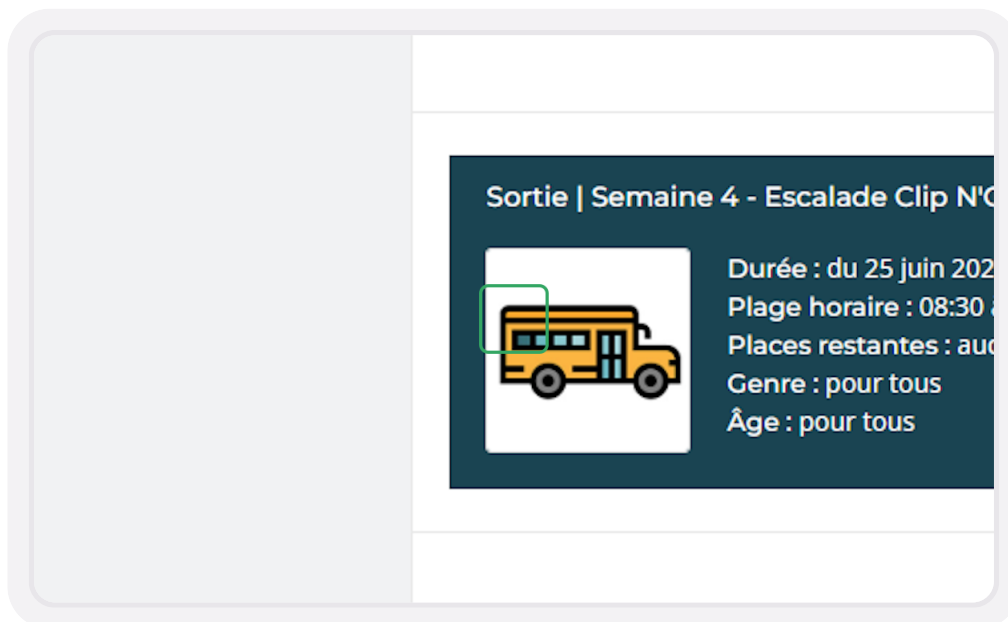 Sortie | Semaine 4 - Escalade Clip
Durée : du 25 juin
Plage horaire : 08:30
Places restantes :
Genre : pour tous
Âge : pour tous